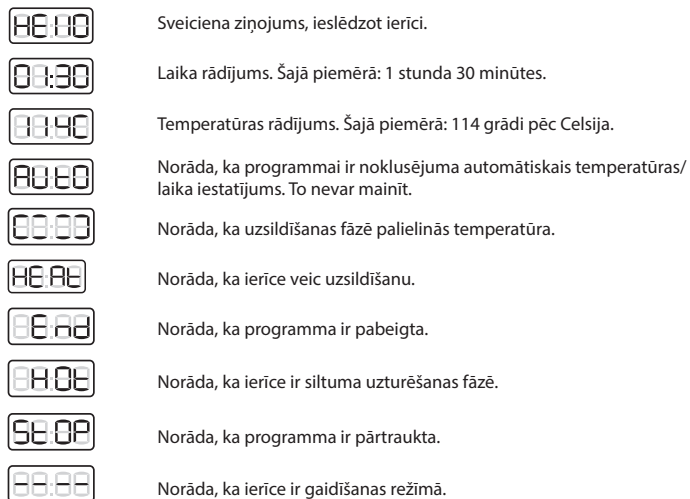 HE:llO Sveiciena ziņojums, ieslēdzot ierīci.
01:30 Laika rādījums. Šajā piemērā: 1 stunda 30 minūtes.
114C Temperatūras rādījums. Šajā piemērā: 114 grādi pēc Celsija.
AUtO Norāda, ka programmai ir noklusējuma automātiskais temperatūras/
laika iestatījums. To nevar mainīt.
Norāda, ka uzsildīšanas fāzē palielinās temperatūra.
HEAt Norāda, ka ierīce veic uzsildīšanu.
End Norāda, ka programma ir pabeigta.
HOt Norāda, ka ierīce ir siltuma uzturēšanas fāzē.
StOP Norāda, ka programma ir pārtraukta.
---- Norāda, ka ierīce ir gaidīšanas režīmā.